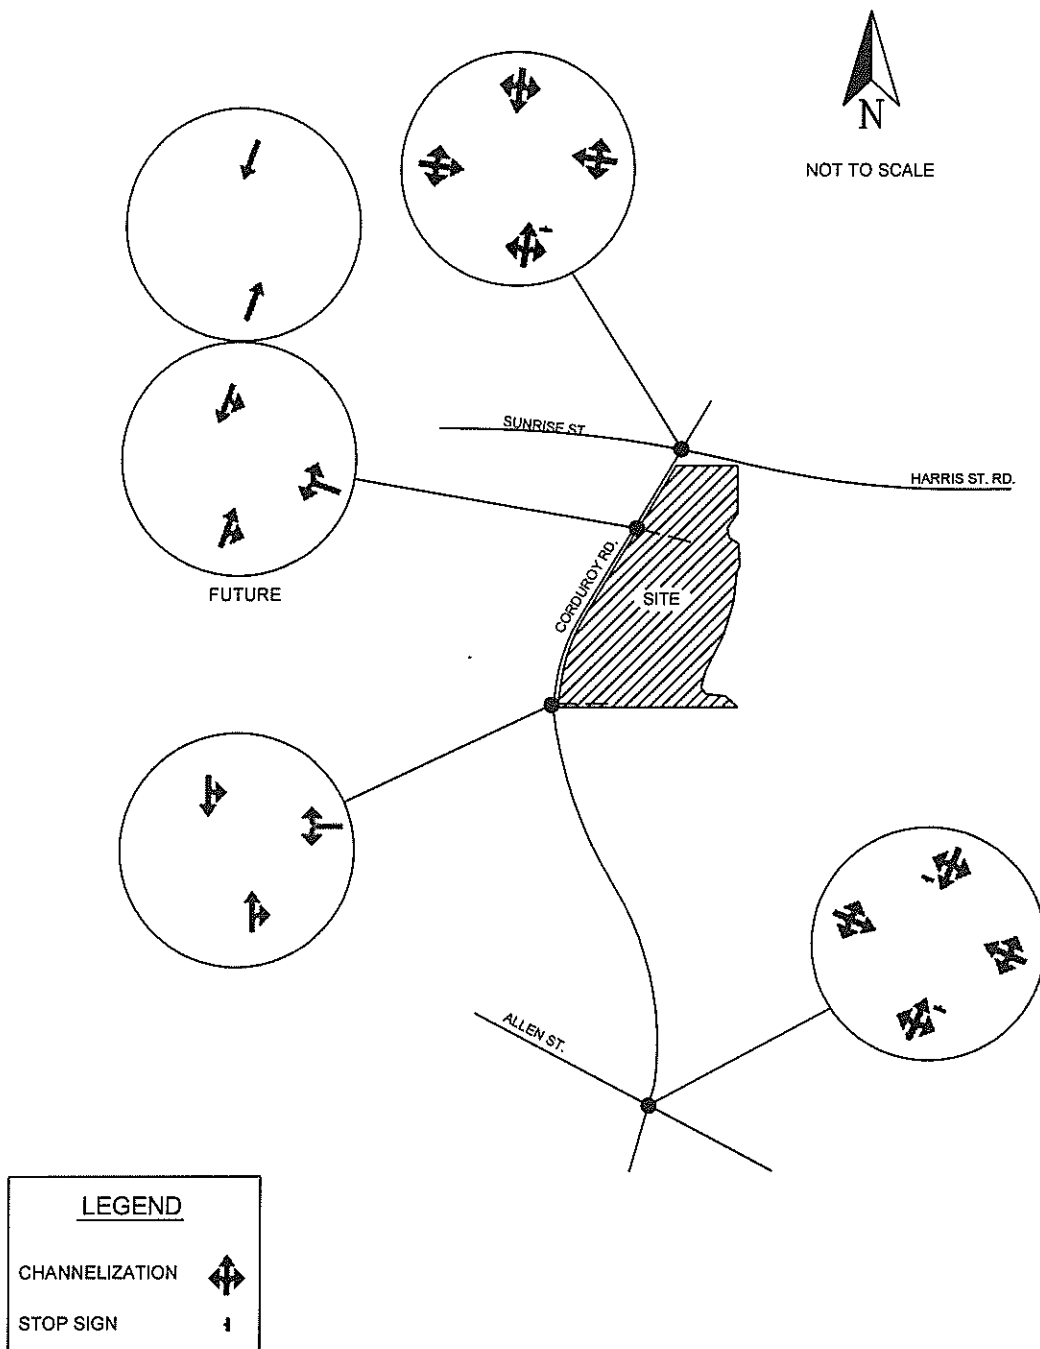 N
NOT TO SCALE
SUNRISE ST.
HARRIS ST. RD.
CORDUROY RD.
SITE
FUTURE
ALLEN ST.
LEGEND
CHANNELIZATION
STOP SIGN